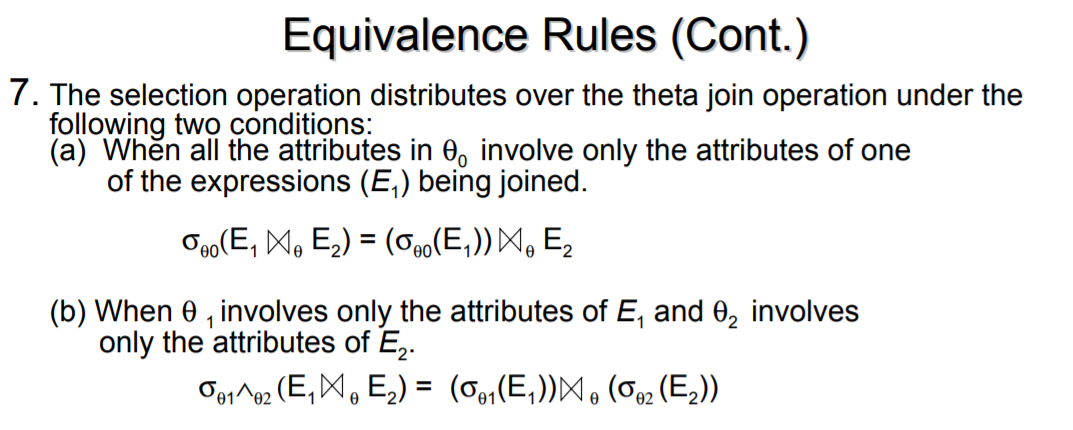 Equivalence Rules (Cont.)
7. The selection operation distributes over the theta join operation under the
following two conditions:
(a) When all the attributes in θ₀ involve only the attributes of one
of the expressions (E₁) being joined.
σθ0(E₁ ⨝θ E₂) = (σθ0(E₁)) ⨝θ E₂
(b) When θ ₁ involves only the attributes of E₁ and θ₂ involves
only the attributes of E₂.
σθ1∧θ2 (E₁ ⨝θ E₂) = (σθ1(E₁)) ⨝θ (σθ2 (E₂))